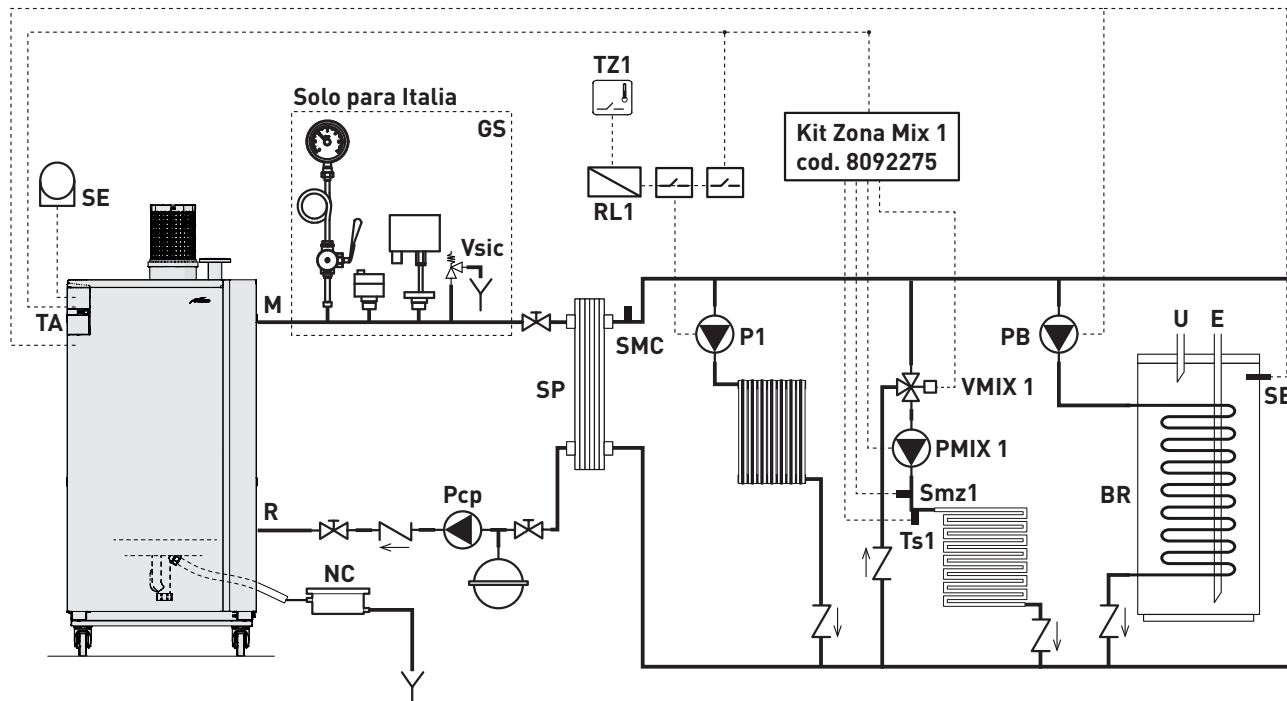 TZ1
Solo para Italia
GS
Kit Zona Mix 1
cod. 8092275
SE
RL1
Vsic
TA
M
SMC
P1
PB
U
E
SP
VMIX 1
SE
PMIX 1
R
Pcp
Smz1
BR
Ts1
NC